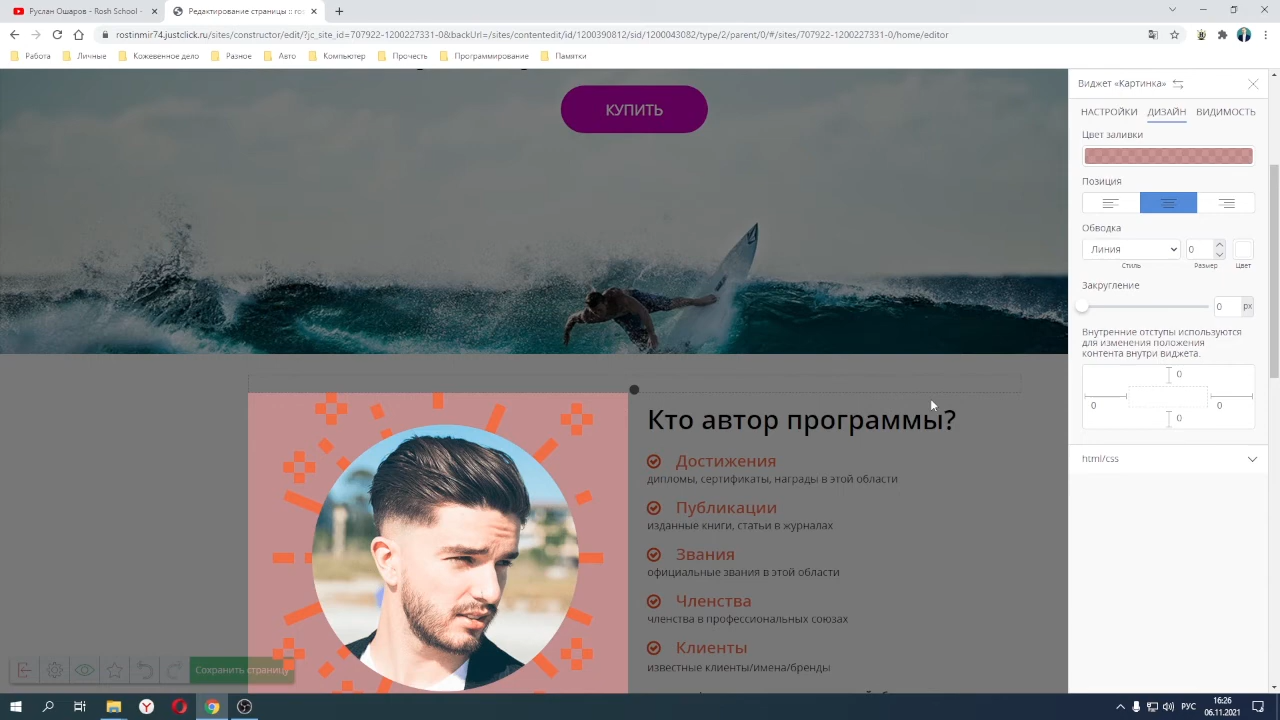 Руслан Ошаров - Rosh School -
Редактирование страницы :: ros
rostinmir74.justclick.ru/sites/constructor/edit/?jc_site_id=707922-1200227331-0&backUrl=/sites/contentedit/id/1200390812/sid/1200043082/type/2/parent/0/#/sites/707922-1200227331-0/home/editor
Работа
Личные
Кожевенное дело
Разное
Авто
Компьютер
Прочесть
Программирование
Памятки
КУПИТЬ
Кто автор программы?
Достижения
дипломы, сертификаты, награды в этой области
Публикации
изданные книги, статьи в журналах
Звания
официальные звания в этой области
Членства
членства в профессиональных союзах
Клиенты
известные клиенты/имена/бренды
Сохранить страницу
Виджет «Картинка»
НАСТРОЙКИ ДИЗАЙН ВИДИМОСТЬ
Цвет заливки
Позиция
Обводка
Линия 0
Стиль Размер Цвет
Закругление
0 px
Внутренние отступы используются
для изменения положения
контента внутри виджета.
0
0 0
0
html/css
РУС
16:26
06.11.2021